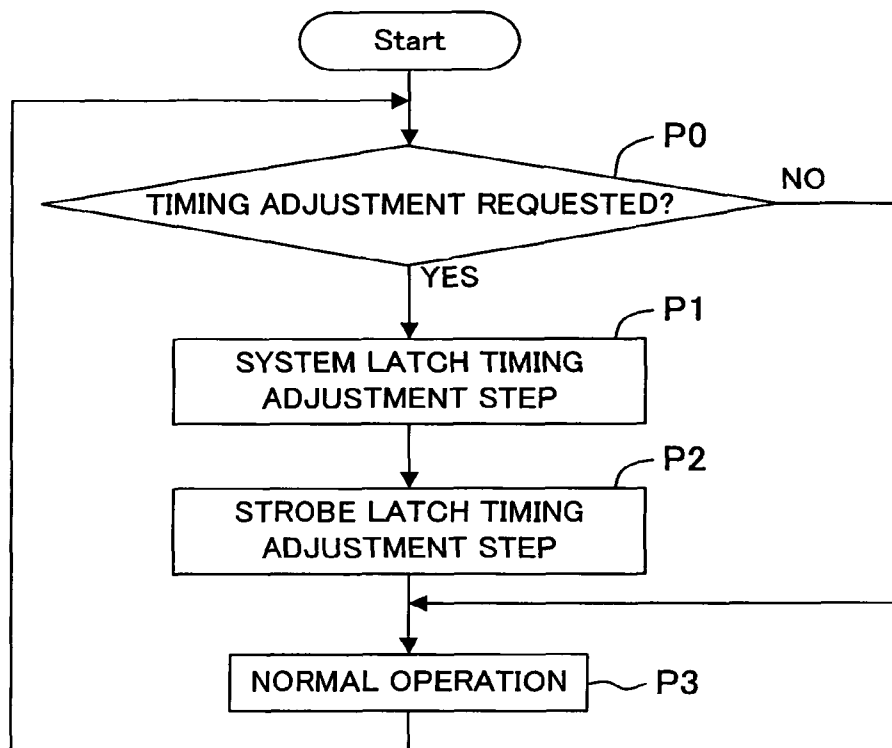 Start
P0
TIMING ADJUSTMENT REQUESTED?
NO
YES
P1
SYSTEM LATCH TIMING
ADJUSTMENT STEP
P2
STROBE LATCH TIMING
ADJUSTMENT STEP
NORMAL OPERATION
P3